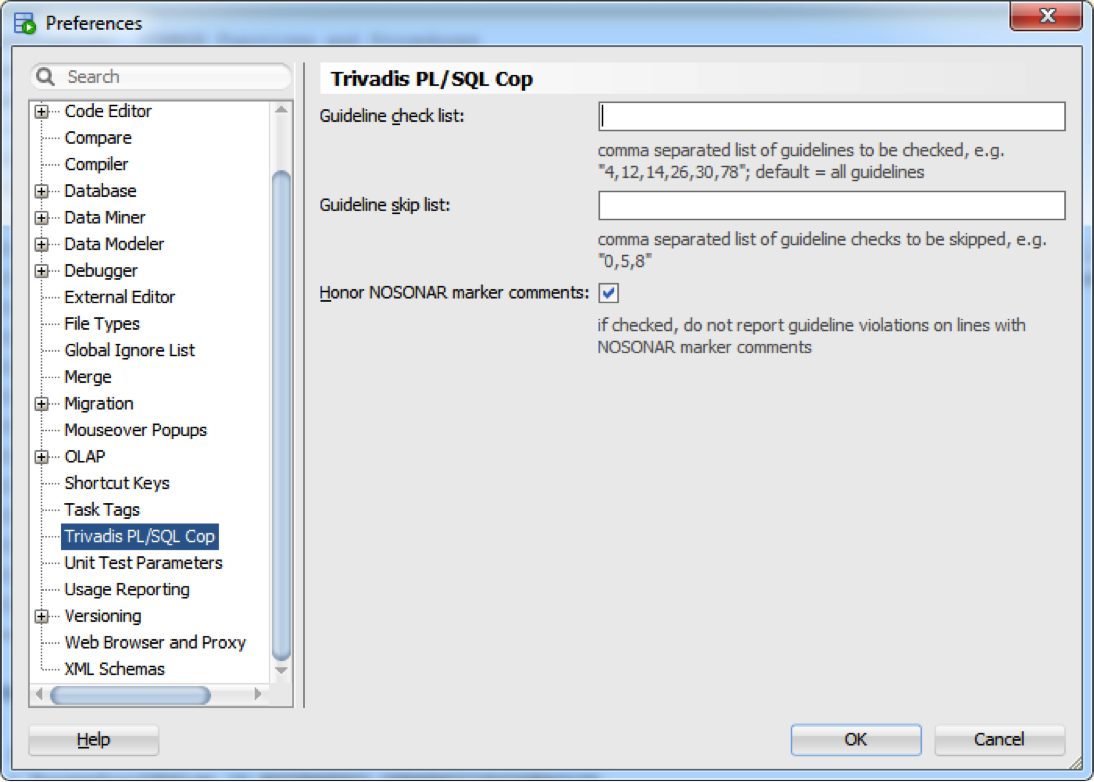 Preferences
Search
Code Editor
Compare
Compiler
Database
Data Miner
Data Modeler
Debugger
External Editor
File Types
Global Ignore List
Merge
Migration
Mouseover Popups
OLAP
Shortcut Keys
Task Tags
Trivadis PL/SQL Cop
Unit Test Parameters
Usage Reporting
Versioning
Web Browser and Proxy
XML Schemas
Trivadis PL/SQL Cop
Guideline check list:
comma separated list of guidelines to be checked, e.g.
"4,12,14,26,30,78"; default = all guidelines
Guideline skip list:
comma separated list of guideline checks to be skipped, e.g.
"0,5,8"
Honor NOSONAR marker comments:
if checked, do not report guideline violations on lines with
NOSONAR marker comments
Help
OK
Cancel